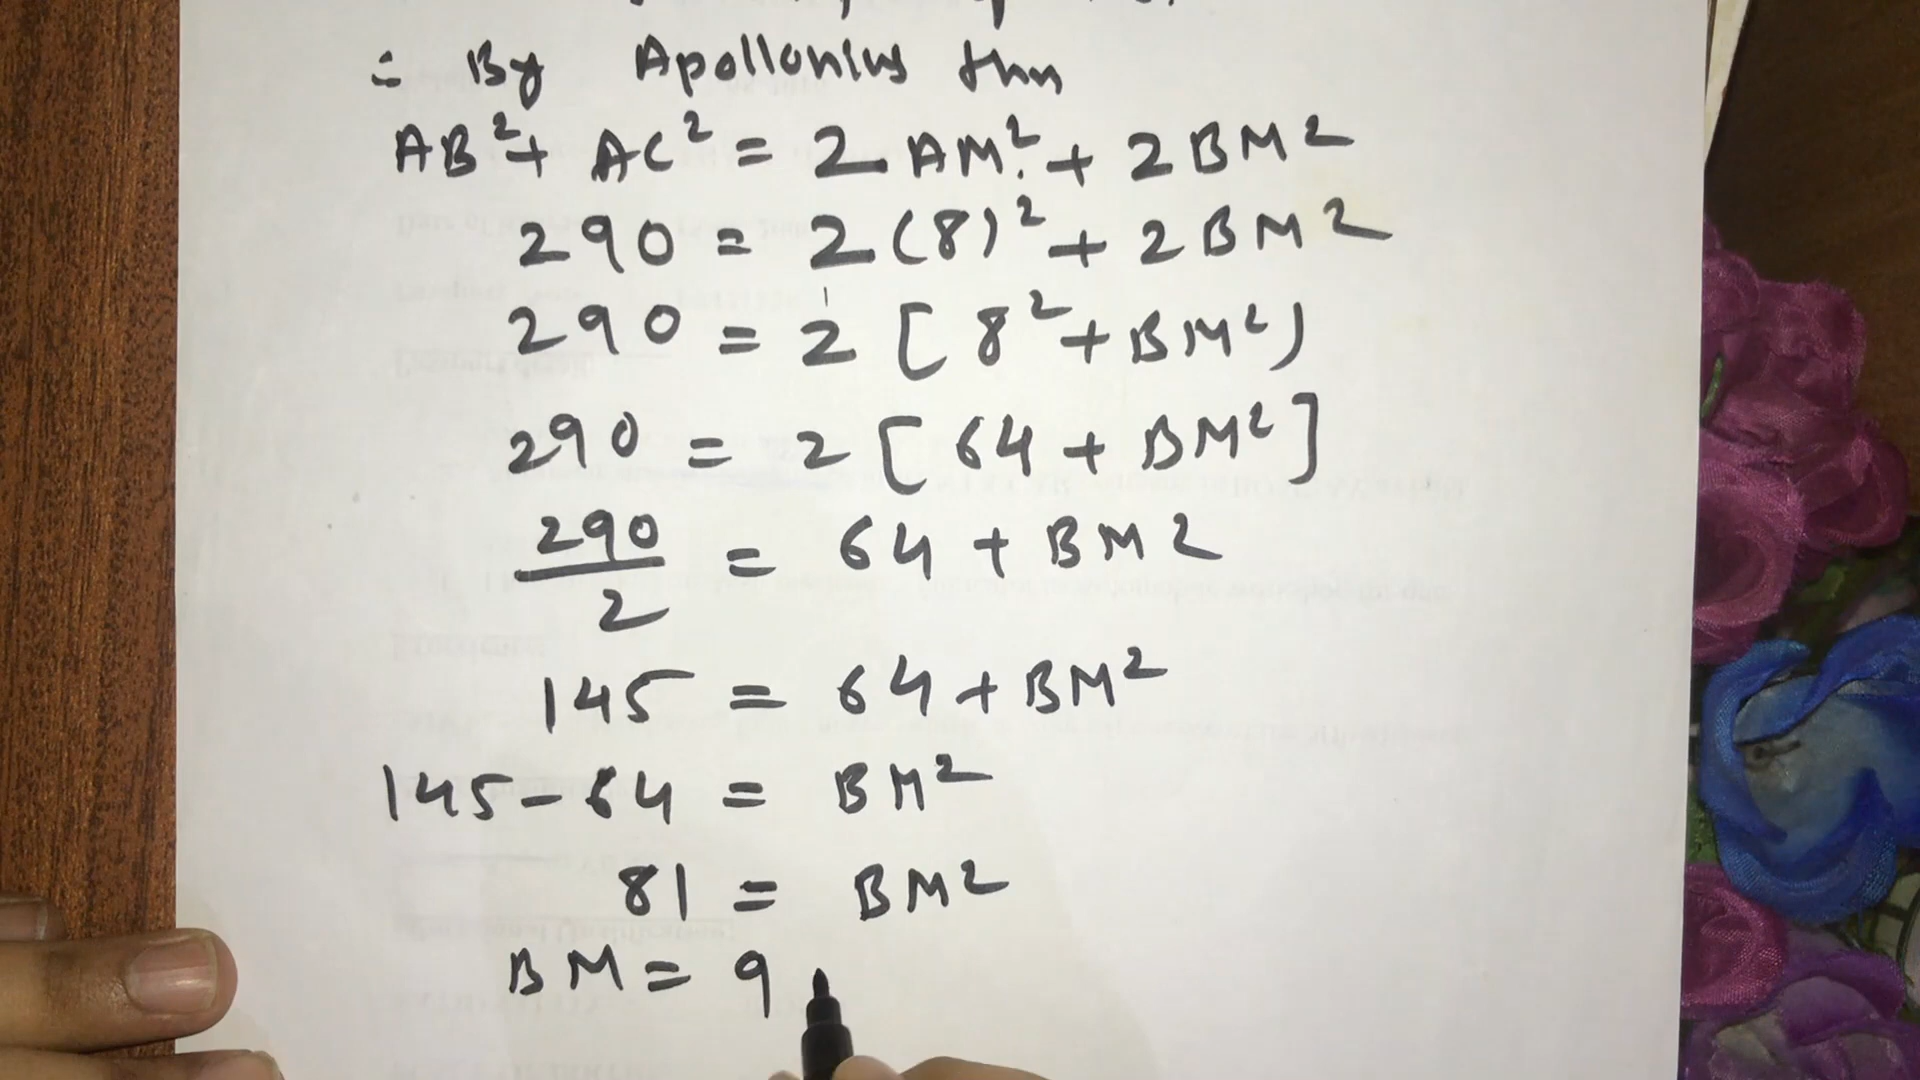 ∴ By Apollonius thm
AB² + AC² = 2 AM² + 2 BM²
290 = 2 (8)² + 2 BM²
290 = 2 [ 8² + BM² )
290 = 2 [ 64 + BM² ]
290/2 = 64 + BM2
145 = 64 + BM²
145 - 64 = BM²
81 = BM²
BM = 9